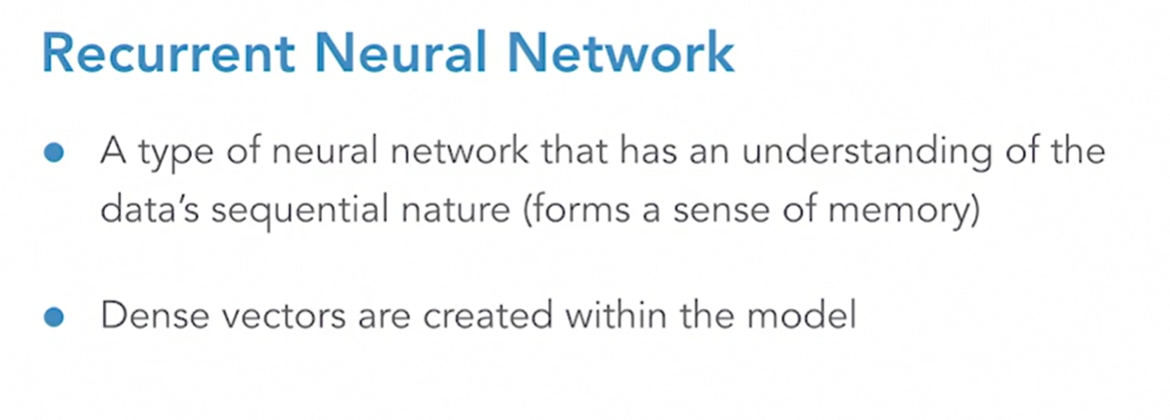 Recurrent Neural Network
● A type of neural network that has an understanding of the
data's sequential nature (forms a sense of memory)
● Dense vectors are created within the model